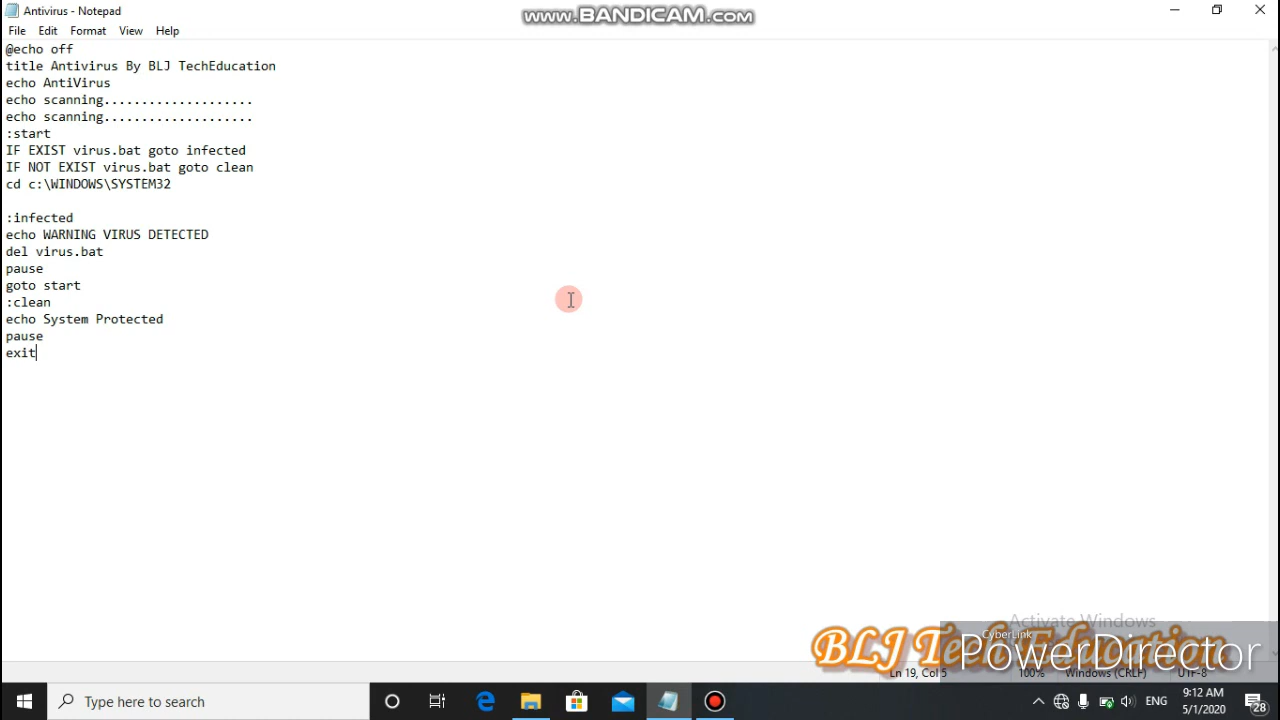 Antivirus - Notepad
www.BANDICAM.com
File Edit Format View Help
@echo off
title Antivirus By BLJ TechEducation
echo AntiVirus
echo scanning....................
echo scanning....................
:start
IF EXIST virus.bat goto infected
IF NOT EXIST virus.bat goto clean
cd c:\WINDOWS\SYSTEM32
:infected
echo WARNING VIRUS DETECTED
del virus.bat
pause
goto start
:clean
echo System Protected
pause
exit
Activate Windows
BLJ Tech Education
CyberLink
PowerDirector
Ln 19, Col 5 100% Windows (CRLF) UTF-8
Type here to search
ENG
9:12 AM
5/1/2020
28